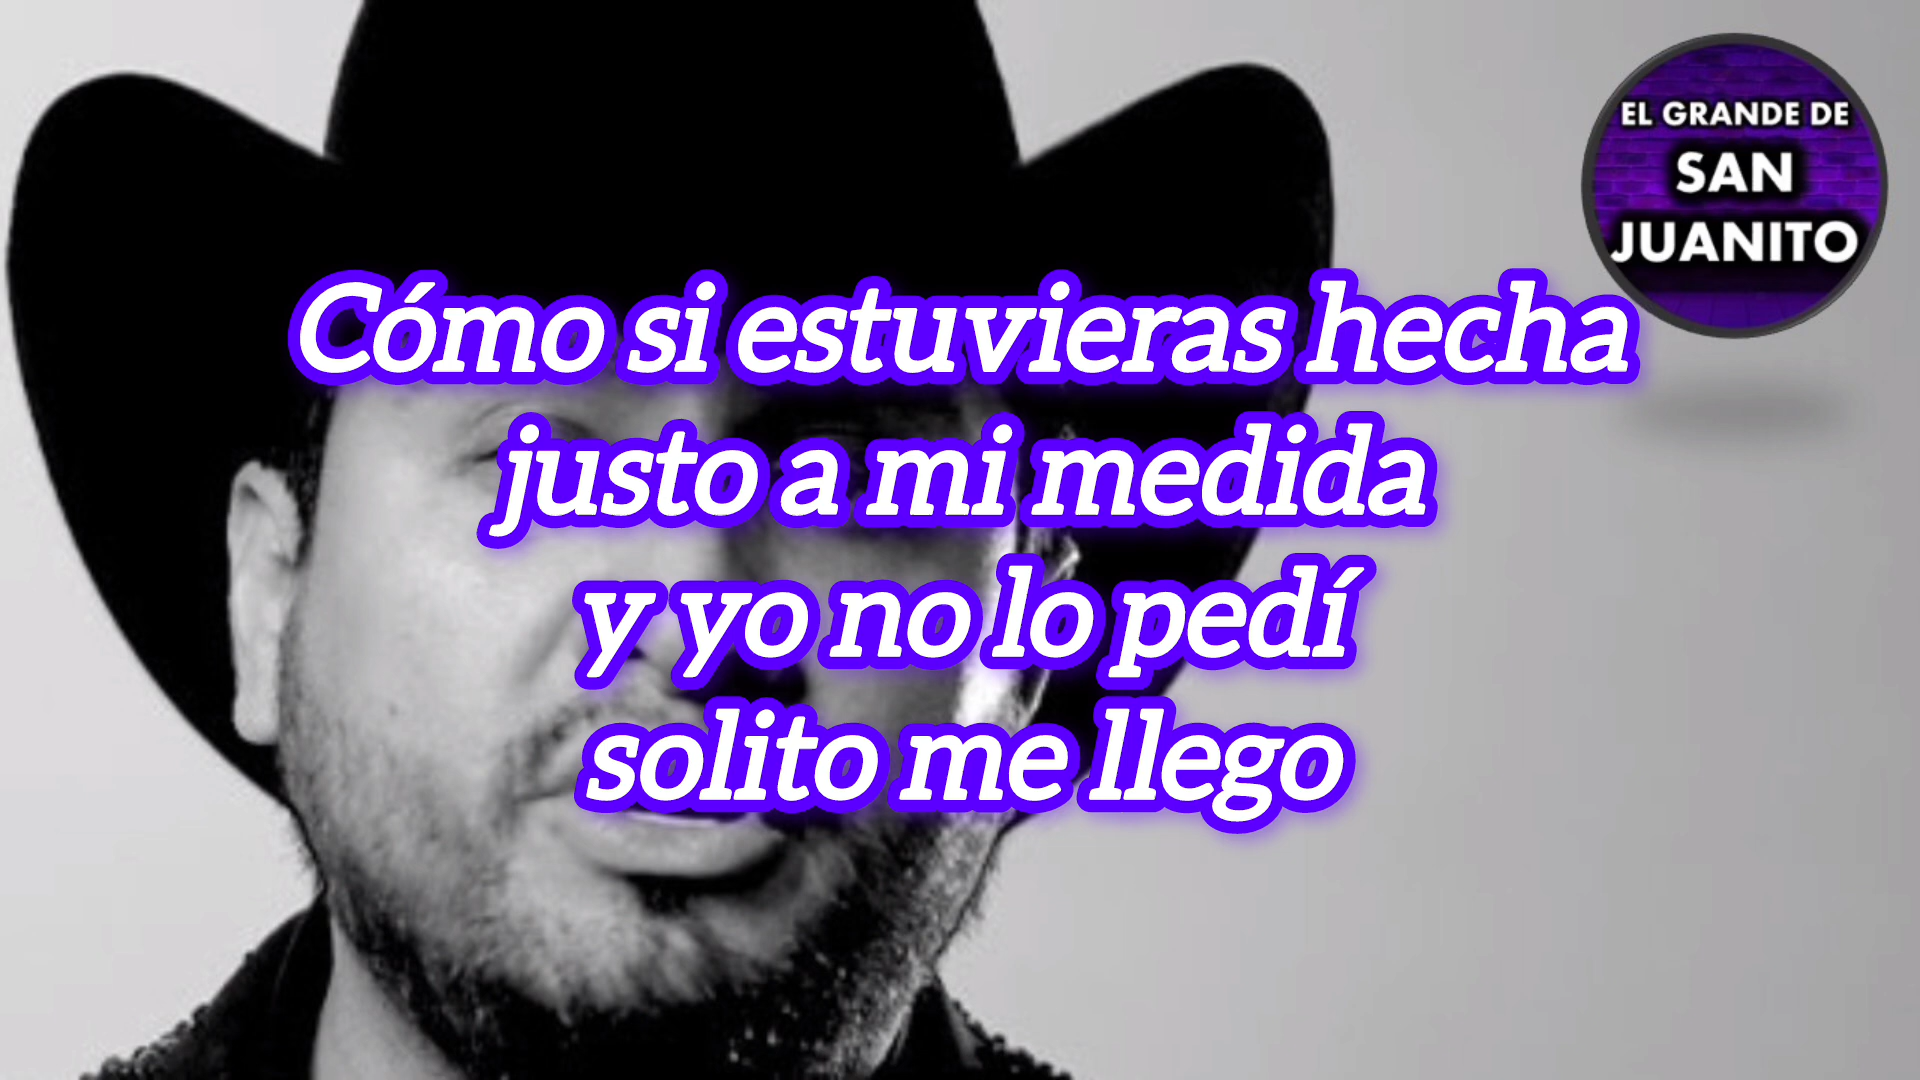 EL GRANDE DE
SAN
JUANITO
Cómo si estuvieras hecha
justo a mi medida
y yo no lo pedí
solito me llego